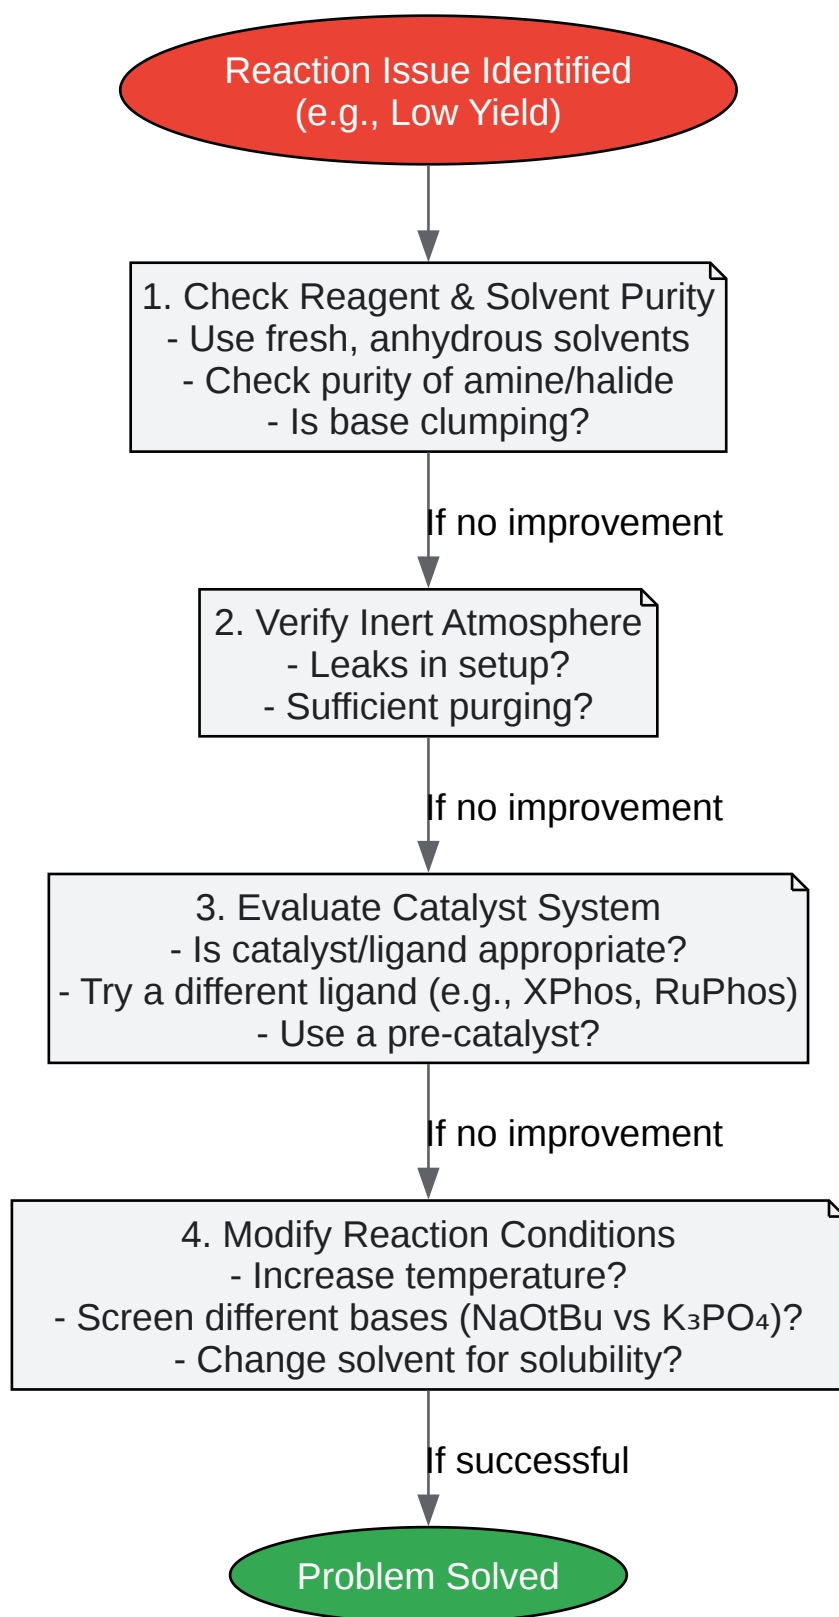 Reaction Issue Identified
(e.g., Low Yield)
1. Check Reagent & Solvent Purity
- Use fresh, anhydrous solvents
- Check purity of amine/halide
- Is base clumping?
If no improvement
2. Verify Inert Atmosphere
- Leaks in setup?
- Sufficient purging?
If no improvement
3. Evaluate Catalyst System
- Is catalyst/ligand appropriate?
- Try a different ligand (e.g., XPhos, RuPhos)
- Use a pre-catalyst?
If no improvement
4. Modify Reaction Conditions
- Increase temperature?
- Screen different bases (NaOtBu vs K₃PO₄)?
- Change solvent for solubility?
If successful
Problem Solved